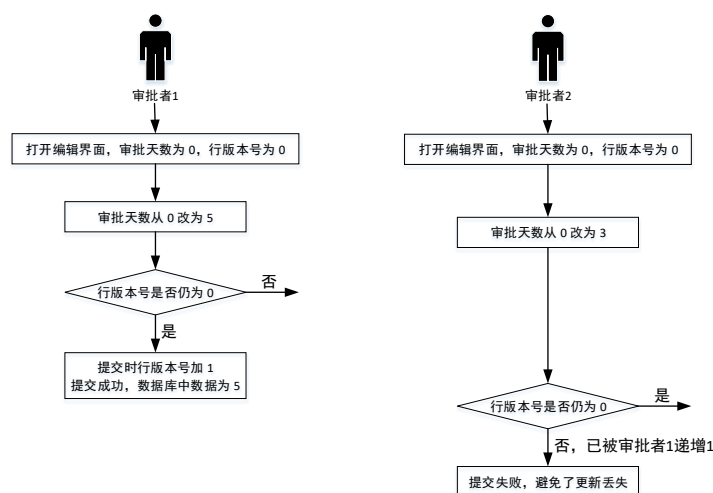 审批者1
打开编辑界面，审批天数为 0，行版本号为 0
审批天数从 0 改为 5
行版本号是否仍为 0
否
是
提交时行版本号加 1
提交成功，数据库中数据为 5
审批者2
打开编辑界面，审批天数为 0，行版本号为 0
审批天数从 0 改为 3
行版本号是否仍为 0
是
否，已被审批者1递增1
提交失败，避免了更新丢失